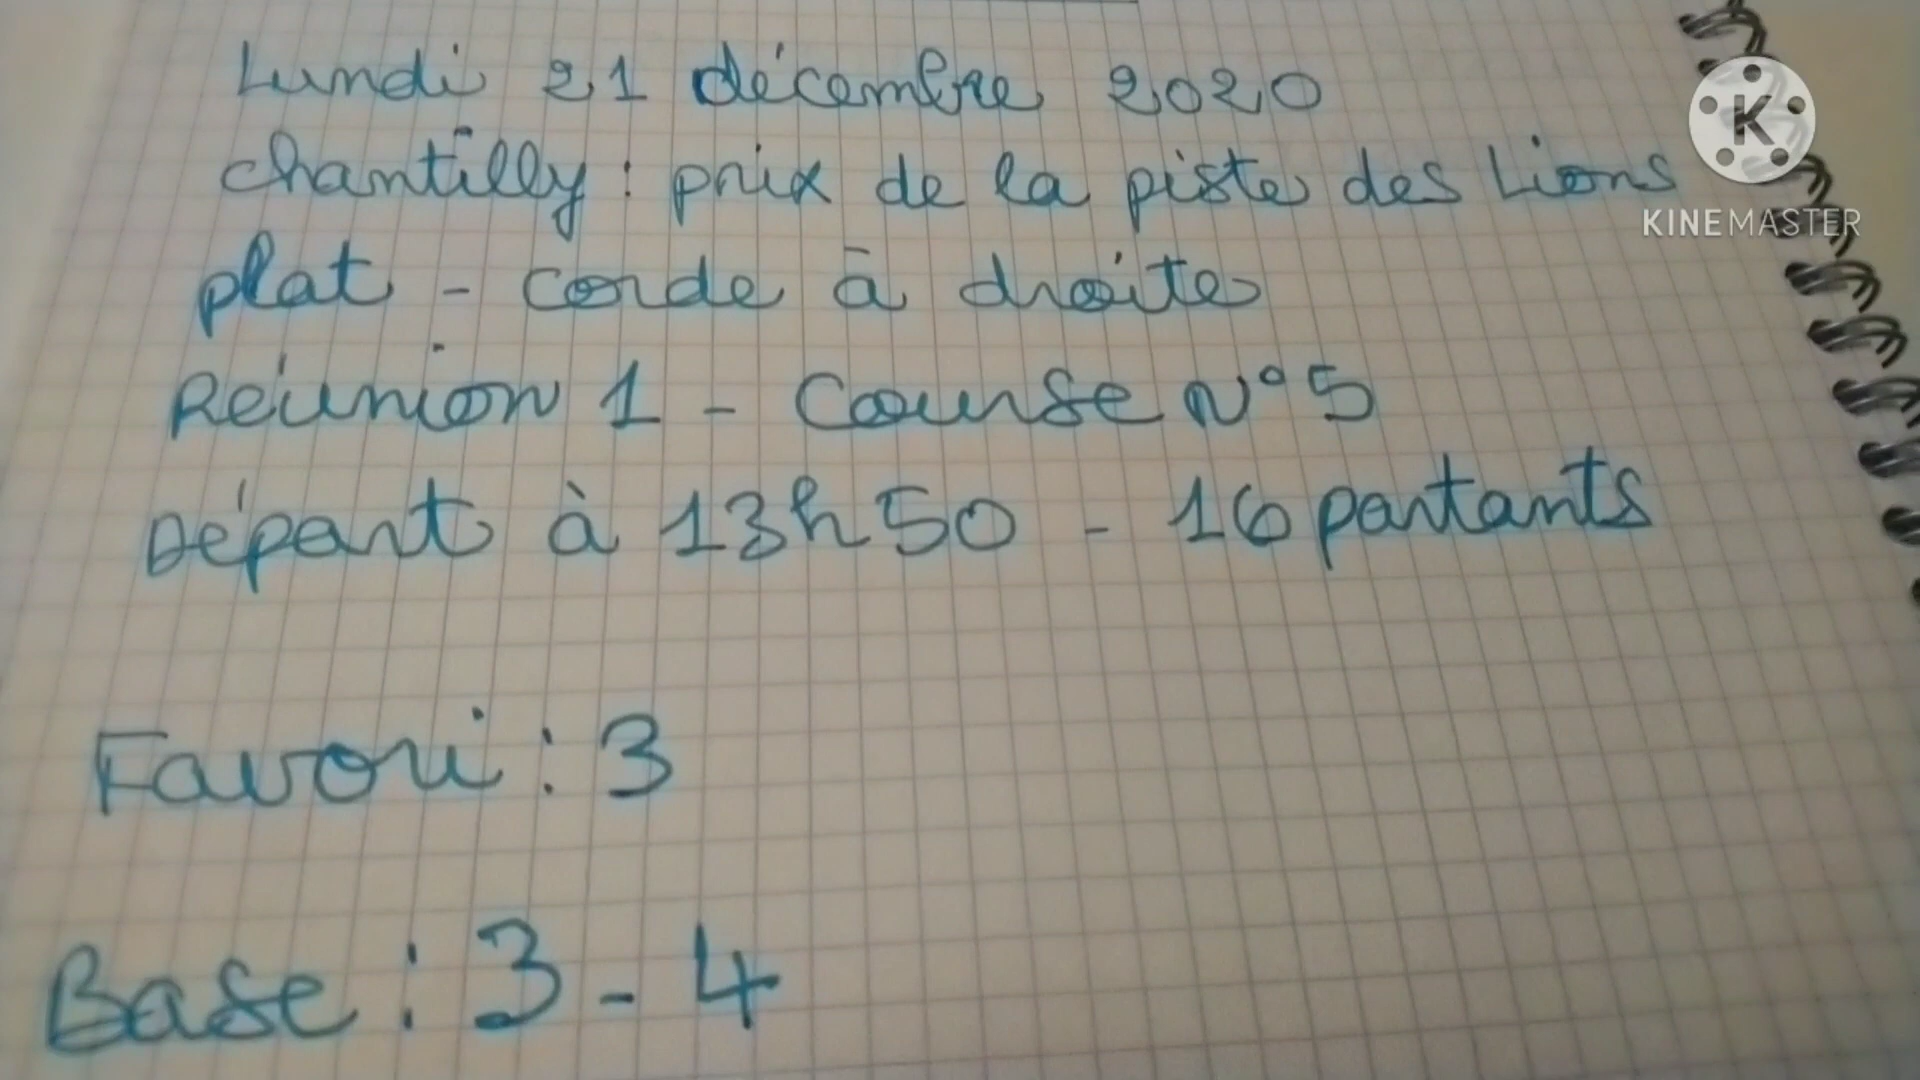 Lundi 21 décembre 2020
chantilly : prix de la piste des Lions
plat - corde à droite
Réunion 1 - Course N° 5
Départ à 13h50 - 16 partants
Favori : 3
Base : 3 - 4
K
KINEMASTER